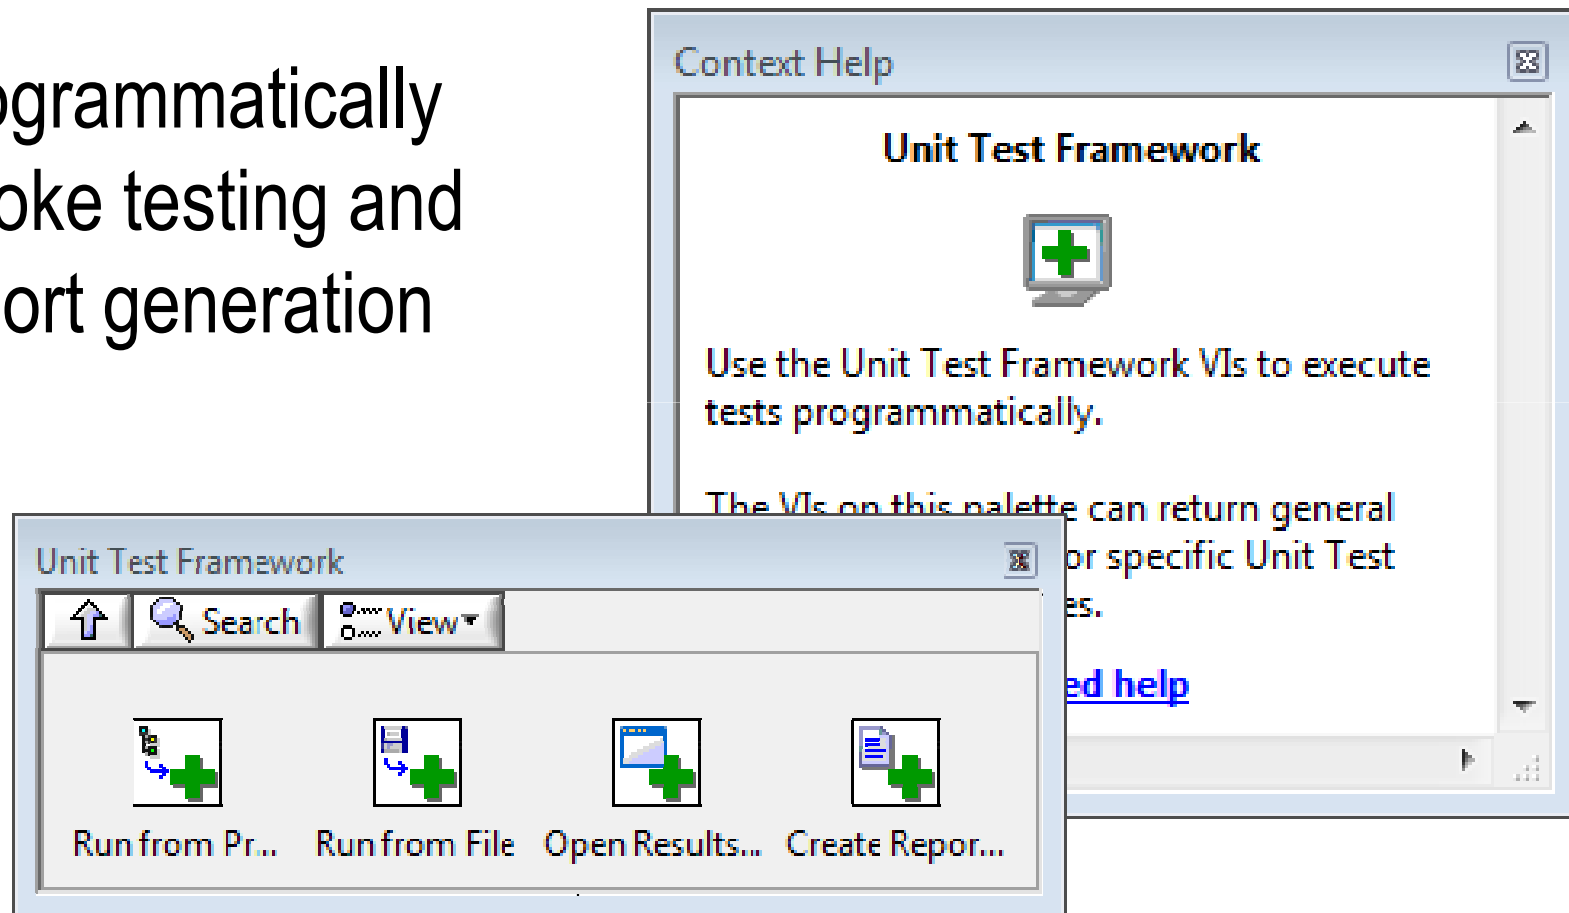 ogrammatically
oke testing and
ort generation
Context Help
Unit Test Framework
Use the Unit Test Framework VIs to execute
tests programmatically.
The VIs on this palette can return general
or specific Unit Test
es.
ed help
Unit Test Framework
Search View
Run from Pr... Run from File Open Results... Create Repor...